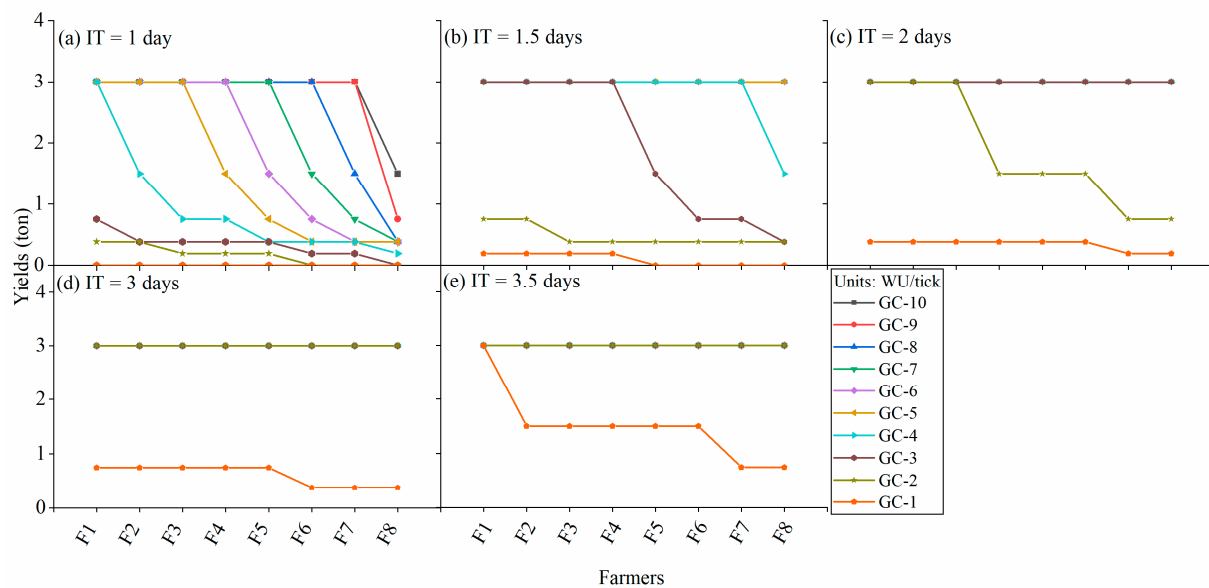 (a) IT = 1 day
(b) IT = 1.5 days
(c) IT = 2 days
4
3
2
1
0
Yields (ton)
(d) IT = 3 days
(e) IT = 3.5 days
4
3
2
1
0
F1 F2 F3 F4 F5 F6 F7 F8
F1 F2 F3 F4 F5 F6 F7 F8
Farmers
Units: WU/tick
GC-10
GC-9
GC-8
GC-7
GC-6
GC-5
GC-4
GC-3
GC-2
GC-1